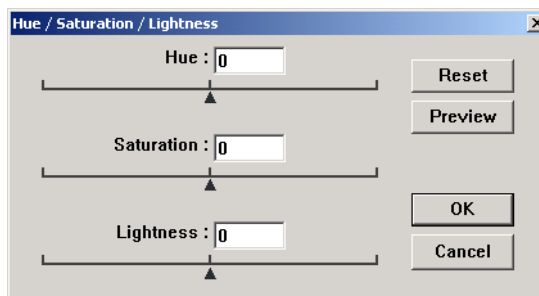 Hue / Saturation / Lightness
Hue : 0
Reset
Preview
Saturation : 0
Lightness : 0
OK
Cancel